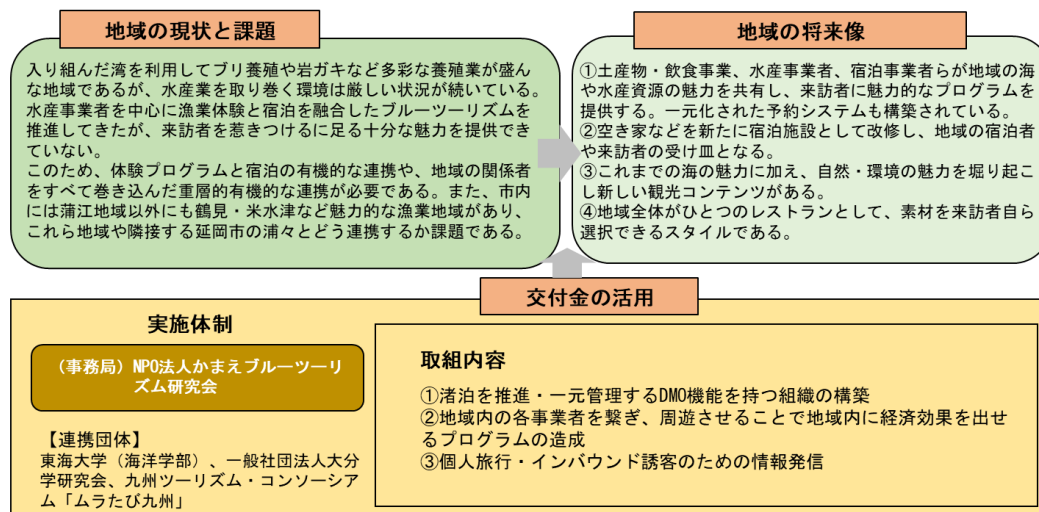 地域の現状と課題
入り組んだ湾を利用してブリ養殖や岩ガキなど多彩な養殖業が盛ん
な地域であるが、水産業を取り巻く環境は厳しい状況が続いている。
水産事業者を中心に漁業体験と宿泊を融合したブルーツーリズムを
推進してきたが、来訪者を惹きつけるに足る十分な魅力を提供でき
ていない。
このため、体験プログラムと宿泊の有機的な連携や、地域の関係者
をすべて巻き込んだ重層的有機的な連携が必要である。また、市内
には蒲江地域以外にも鶴見・米水津など魅力的な漁業地域があり、
これら地域や隣接する延岡市の浦々とどう連携するか課題である。
地域の将来像
①土産物・飲食事業、水産事業者、宿泊事業者らが地域の海
や水産資源の魅力を共有し、来訪者に魅力的なプログラムを
提供する。一元化された予約システムも構築されている。
②空き家などを新たに宿泊施設として改修し、地域の宿泊者
や来訪者の受け皿となる。
③これまでの海の魅力に加え、自然・環境の魅力を掘り起こ
し新しい観光コンテンツがある。
④地域全体がひとつのレストランとして、素材を来訪者自ら
選択できるスタイルである。
交付金の活用
実施体制
（事務局）NPO法人かまえブルーツーリ
ズム研究会
【連携団体】
東海大学（海洋学部）、一般社団法人大分
学研究会、九州ツーリズム・コンソーシア
ム「ムラたび九州」
取組内容
①渚泊を推進・一元管理するDMO機能を持つ組織の構築
②地域内の各事業者を繋ぎ、周遊させることで地域内に経済効果を出せ
るプログラムの造成
③個人旅行・インバウンド誘客のための情報発信